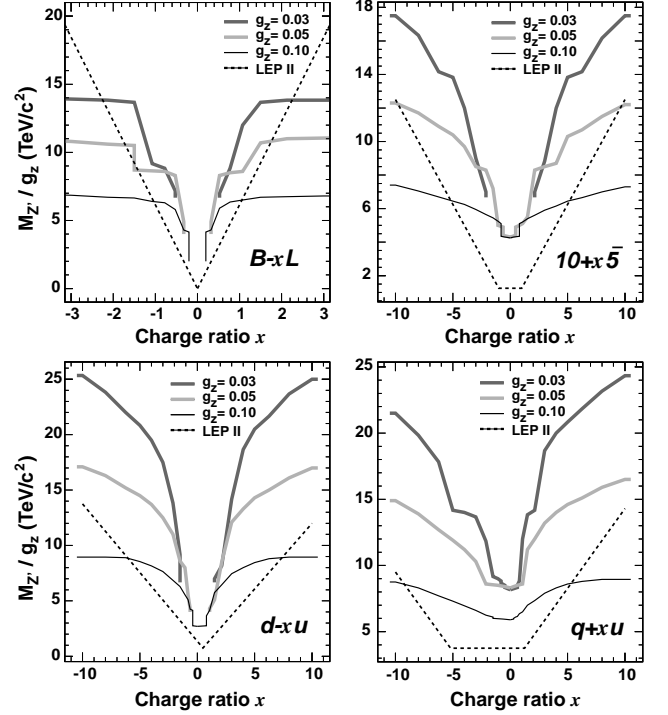 20
15
10
5
0
M_Z' / g_z (TeV/c²)
g_z= 0.03
g_z= 0.05
g_z= 0.10
LEP II
B-xL
-3 -2 -1 0 1 2 3
Charge ratio x
18
14
10
6
2
g_z= 0.03
g_z= 0.05
g_z= 0.10
LEP II
10+x5̄
-10 -5 0 5 10
Charge ratio x
25
20
15
10
5
0
M_Z' / g_z (TeV/c²)
g_z= 0.03
g_z= 0.05
g_z= 0.10
LEP II
d-xu
-10 -5 0 5 10
Charge ratio x
25
20
15
10
5
g_z= 0.03
g_z= 0.05
g_z= 0.10
LEP II
q+xu
-10 -5 0 5 10
Charge ratio x